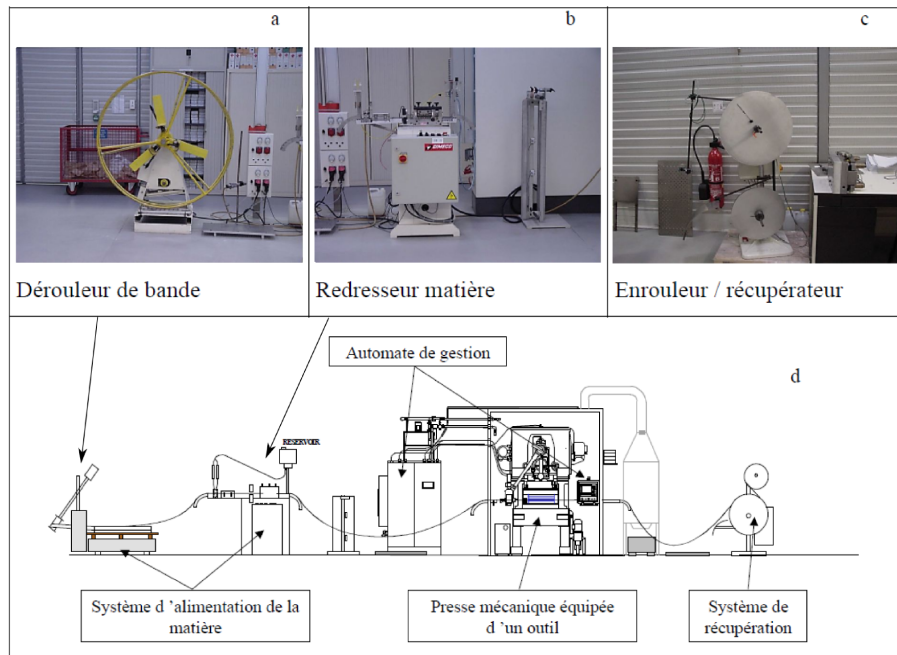 a
b
c
DIMECO
Dérouleur de bande
Redresseur matière
Enrouleur / récupérateur
Automate de gestion
d
RESERVOIR
Système d 'alimentation de la
matière
Presse mécanique équipée
d 'un outil
Système de
récupération